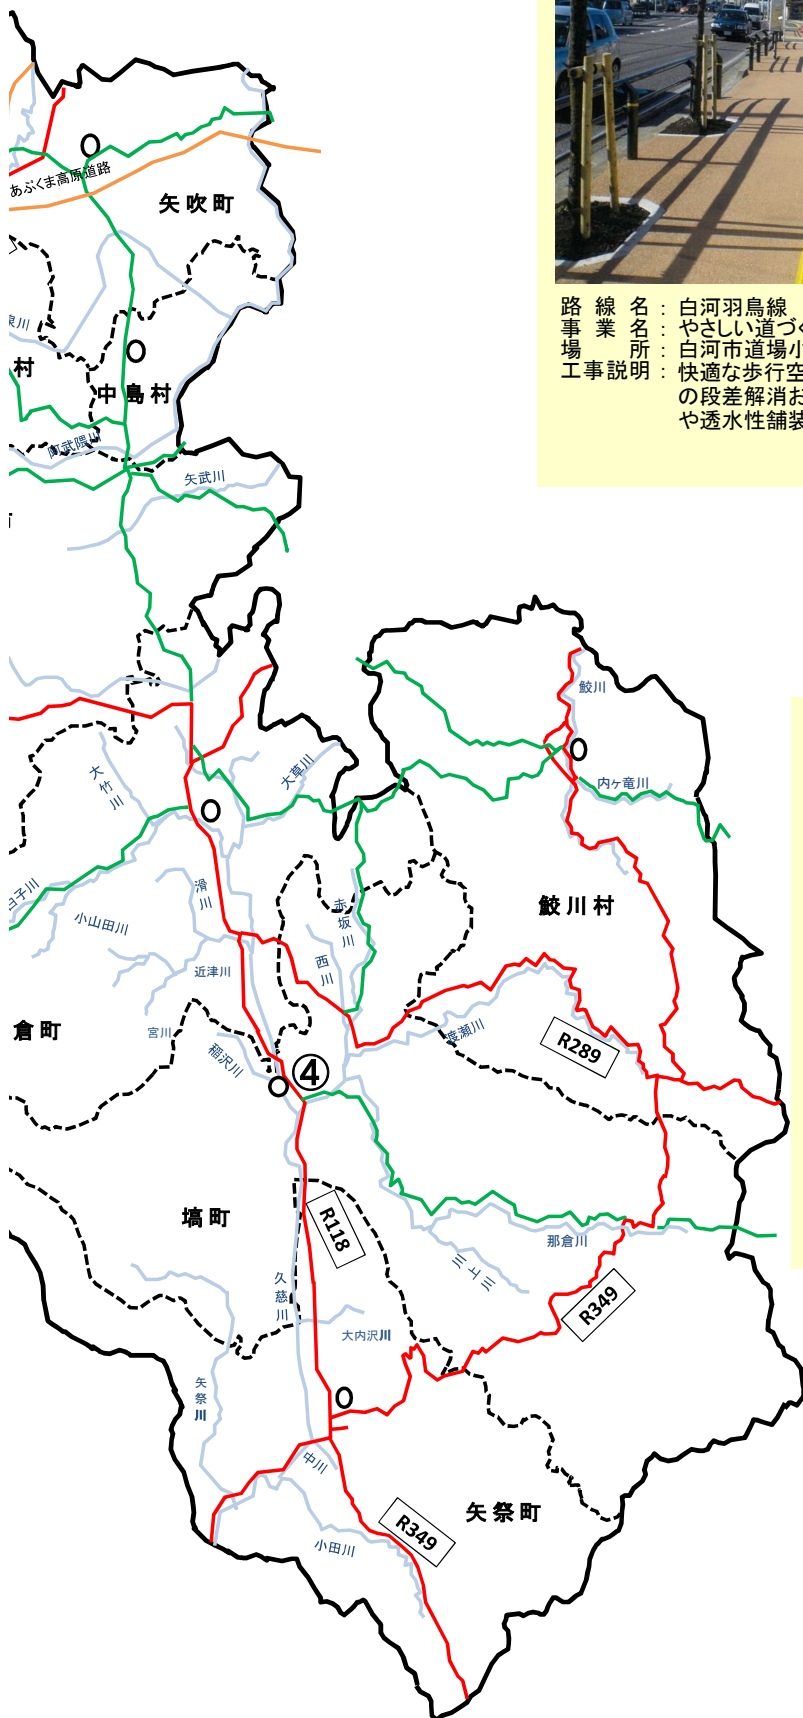 路線名：白河羽鳥線
事業名：やさしい道づく
場所：白河市道場小
工事説明：快適な歩行空
の段差解消お
や透水性舗装
あぶくま高原道路
矢吹町
泉川
村
中島村
阿武隈川
矢武川
鮫川
大草川
内ヶ竜川
大竹川
滑川
小山田川
赤坂川
鮫川村
西川
近津川
倉町
宮川
稲沢川
渡瀬川
R289
④
塙町
R118
那倉川
川上川
久慈川
R349
大内沢川
矢祭川
中川
矢祭町
R349
小田川